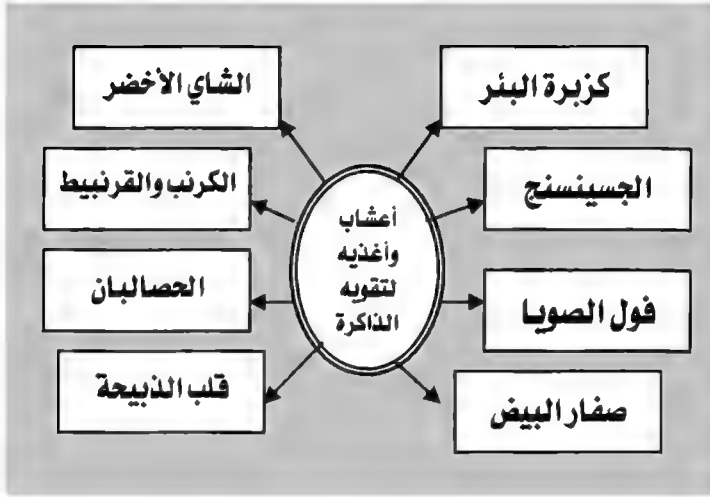 كزبرة البئر
الشاي الأخضر
الجسينسنج
الكرنب والقرنبيط
أعشاب
وأغذيه
لتقويه
الذاكرة
فول الصويا
الحصالبان
صفار البيض
قلب الذبيحة